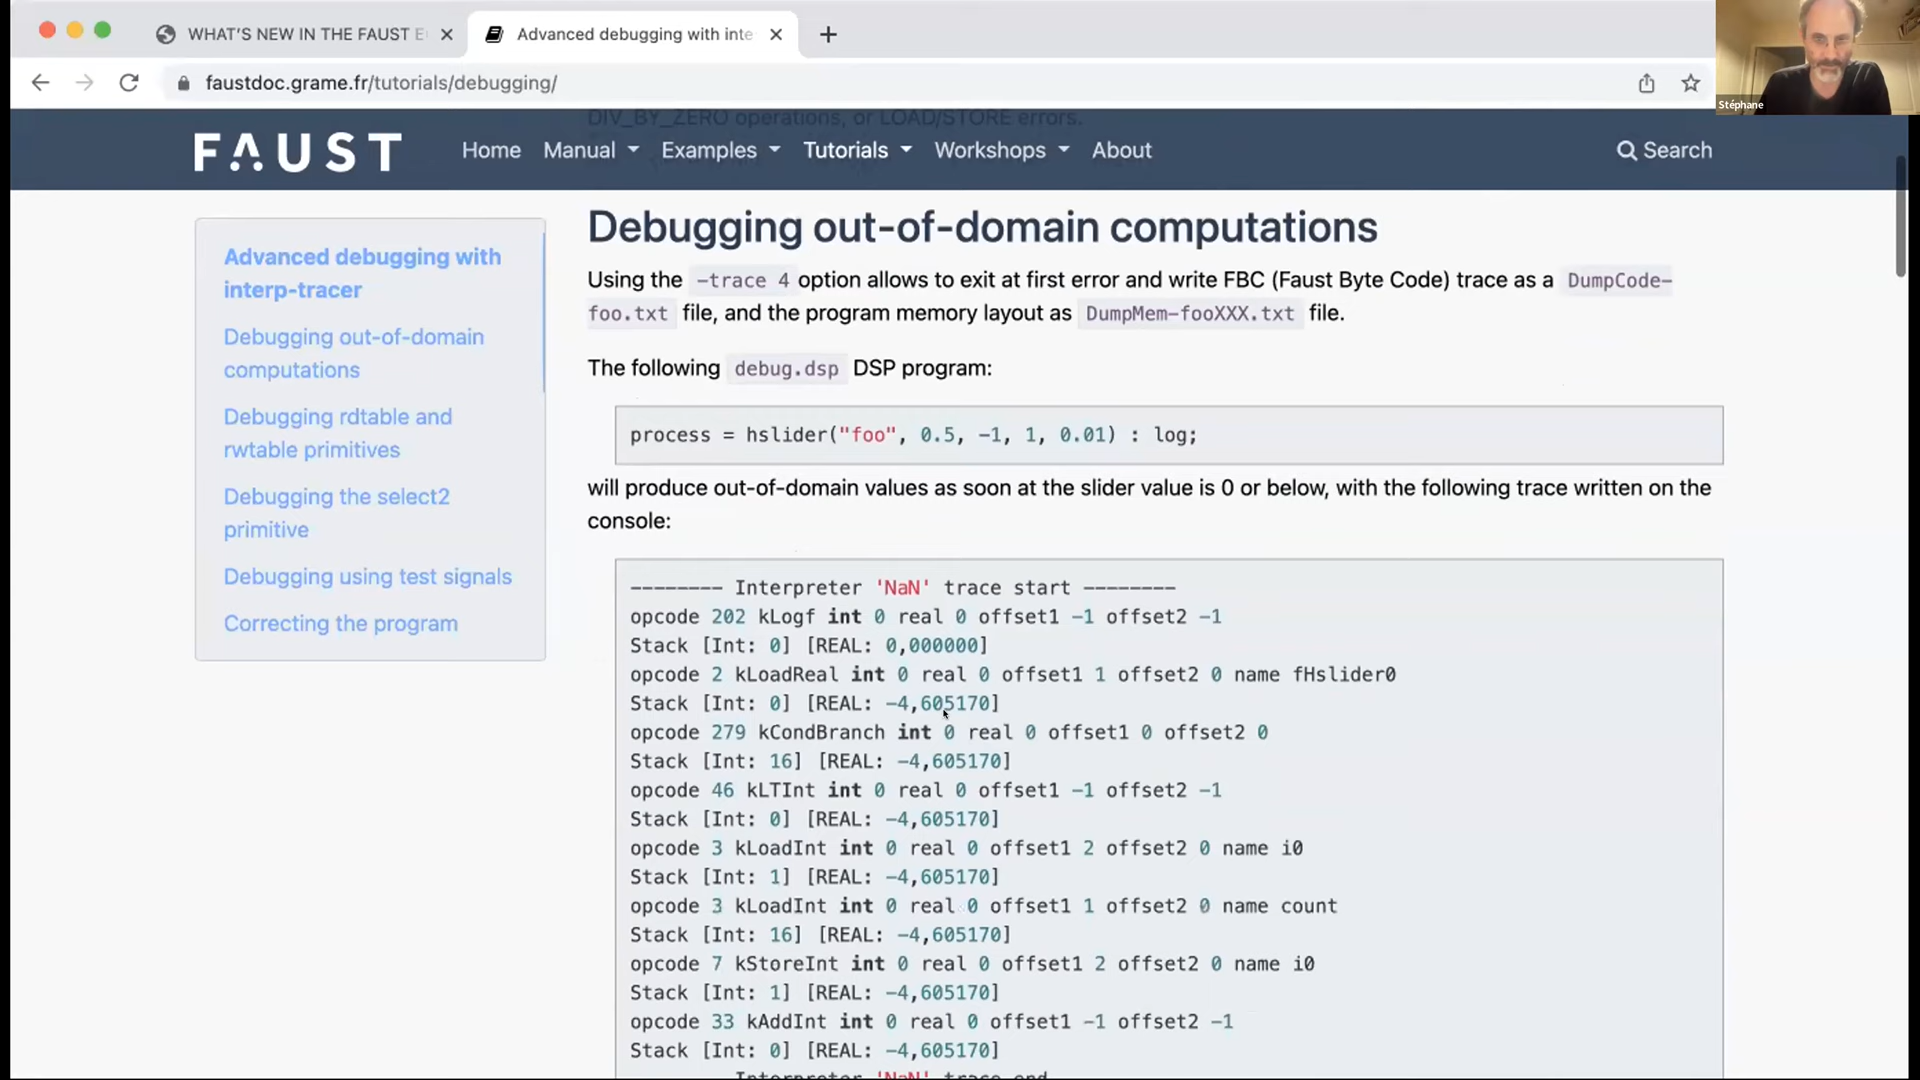 WHAT'S NEW IN THE FAUST E
Advanced debugging with inte
faustdoc.grame.fr/tutorials/debugging/
Stéphane
DIV_BY_ZERO operations, or LOAD/STORE errors.
FAUST
Home
Manual
Examples
Tutorials
Workshops
About
Search
Advanced debugging with
interp-tracer
Debugging out-of-domain
computations
Debugging rdtable and
rwtable primitives
Debugging the select2
primitive
Debugging using test signals
Correcting the program
Debugging out-of-domain computations
Using the -trace 4 option allows to exit at first error and write FBC (Faust Byte Code) trace as a DumpCode-
foo.txt file, and the program memory layout as DumpMem-fooXXX.txt file.
The following debug.dsp DSP program:
process = hslider("foo", 0.5, -1, 1, 0.01) : log;
will produce out-of-domain values as soon at the slider value is 0 or below, with the following trace written on the
console:
-------- Interpreter 'NaN' trace start --------
opcode 202 kLogf int 0 real 0 offset1 -1 offset2 -1
Stack [Int: 0] [REAL: 0,000000]
opcode 2 kLoadReal int 0 real 0 offset1 1 offset2 0 name fHslider0
Stack [Int: 0] [REAL: -4,605170]
opcode 279 kCondBranch int 0 real 0 offset1 0 offset2 0
Stack [Int: 16] [REAL: -4,605170]
opcode 46 kLTInt int 0 real 0 offset1 -1 offset2 -1
Stack [Int: 0] [REAL: -4,605170]
opcode 3 kLoadInt int 0 real 0 offset1 2 offset2 0 name i0
Stack [Int: 1] [REAL: -4,605170]
opcode 3 kLoadInt int 0 real 0 offset1 1 offset2 0 name count
Stack [Int: 16] [REAL: -4,605170]
opcode 7 kStoreInt int 0 real 0 offset1 2 offset2 0 name i0
Stack [Int: 1] [REAL: -4,605170]
opcode 33 kAddInt int 0 real 0 offset1 -1 offset2 -1
Stack [Int: 0] [REAL: -4,605170]
Interpreter 'NaN' trace end